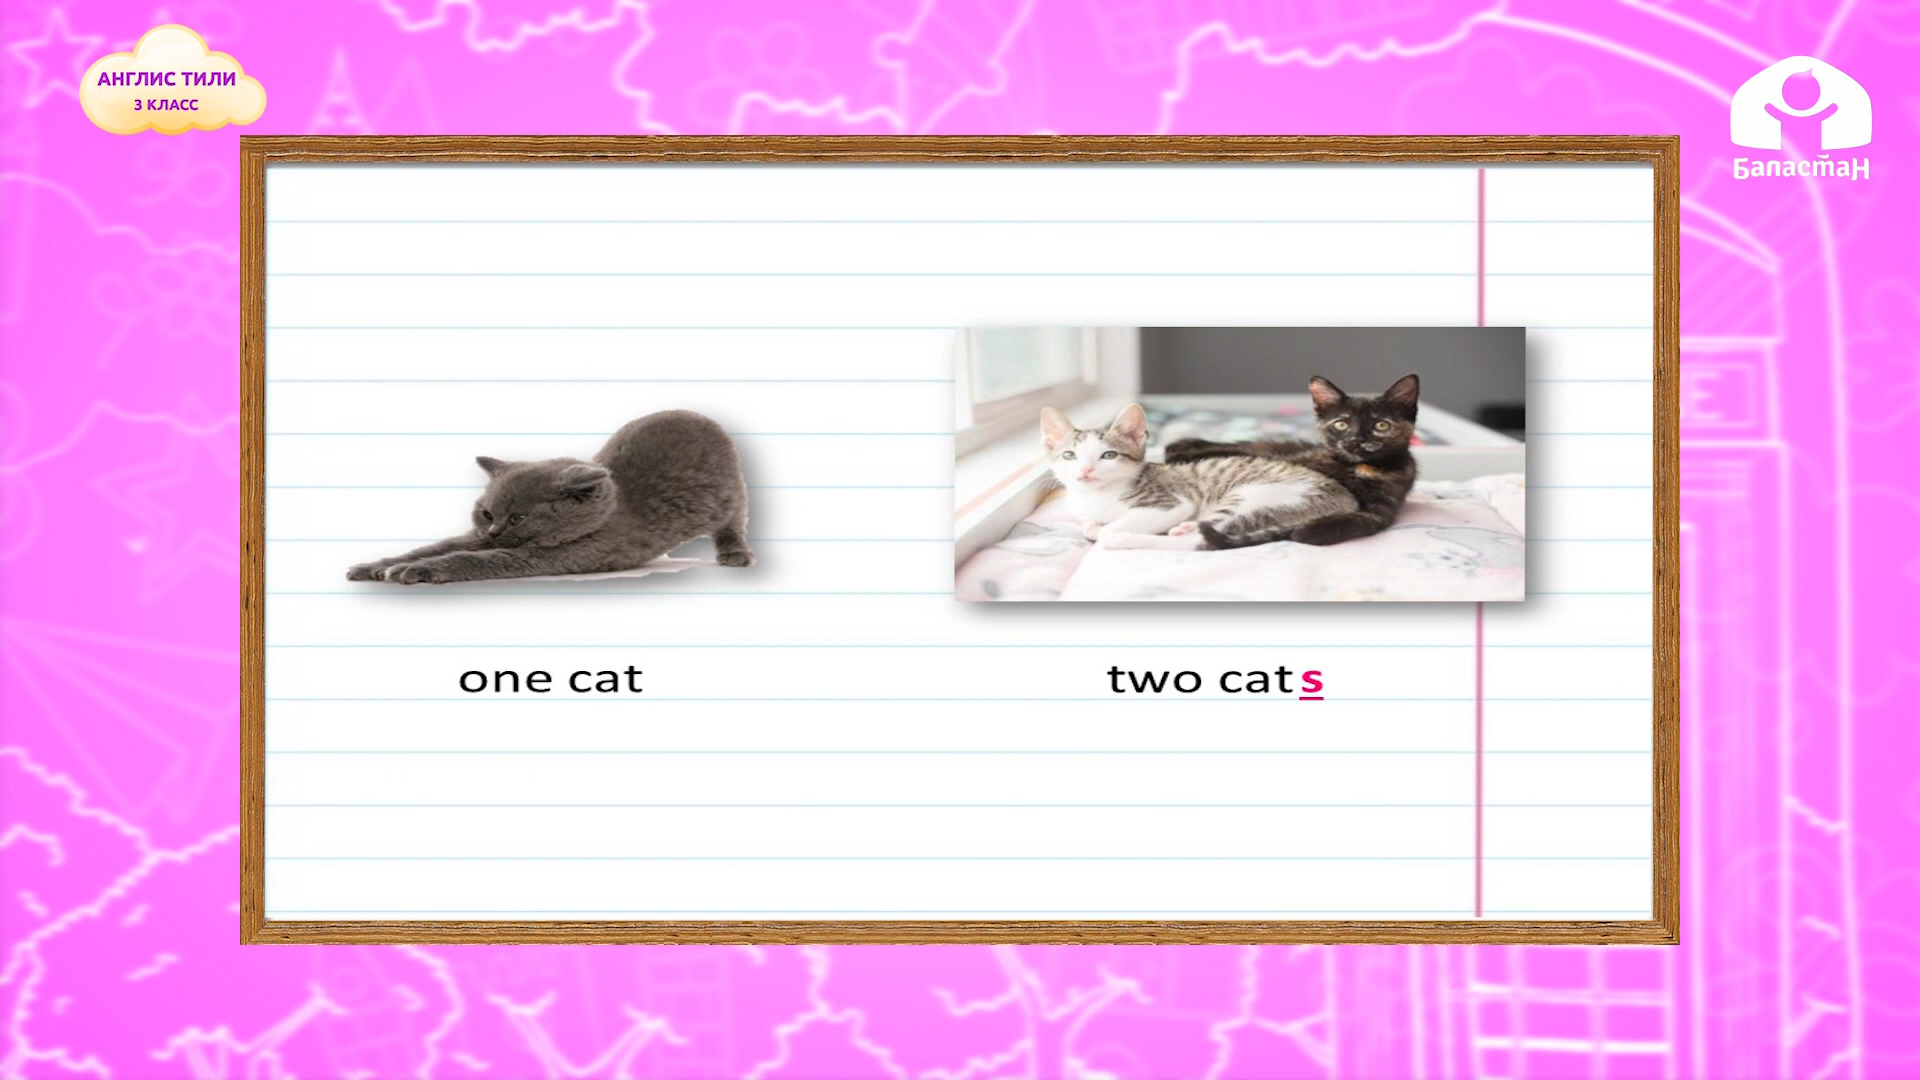 АНГЛИС ТИЛИ
3 КЛАСС
Баластан
one cat
two cats